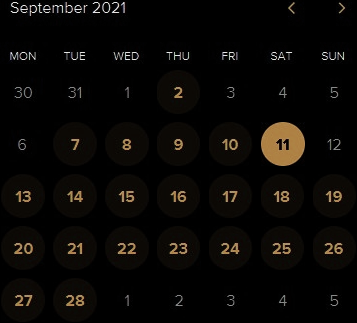 September 2021
MON TUE WED THU FRI SAT SUN
30 31 1 2 3 4 5
6 7 8 9 10 11 12
13 14 15 16 17 18 19
20 21 22 23 24 25 26
27 28 1 2 3 4 5